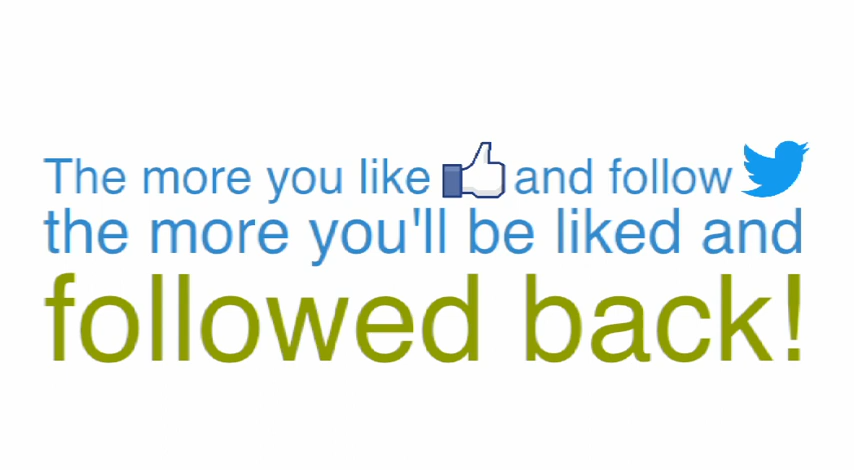 The more you like and follow
the more you'll be liked and
followed back!